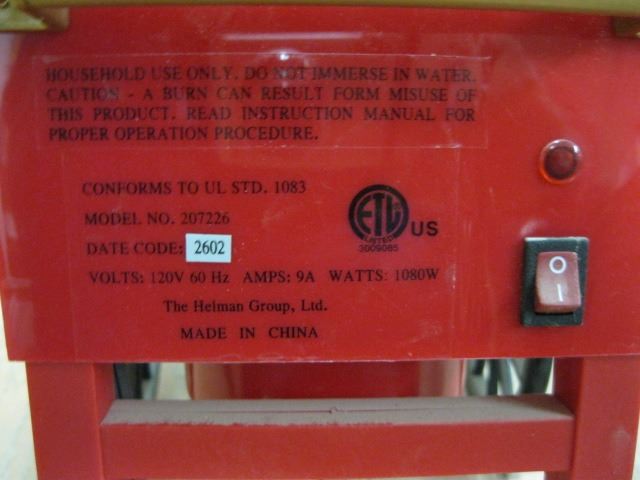 HOUSEHOLD USE ONLY. DO NOT IMMERSE IN WATER.
CAUTION - A BURN CAN RESULT FORM MISUSE OF
THIS PRODUCT. READ INSTRUCTION MANUAL FOR
PROPER OPERATION PROCEDURE.
CONFORMS TO UL STD. 1083
MODEL NO. 207226
DATE CODE: 2602
VOLTS: 120V 60 Hz AMPS: 9A WATTS: 1080W
The Helman Group, Ltd.
MADE IN CHINA
ETL US
3009065
O
I